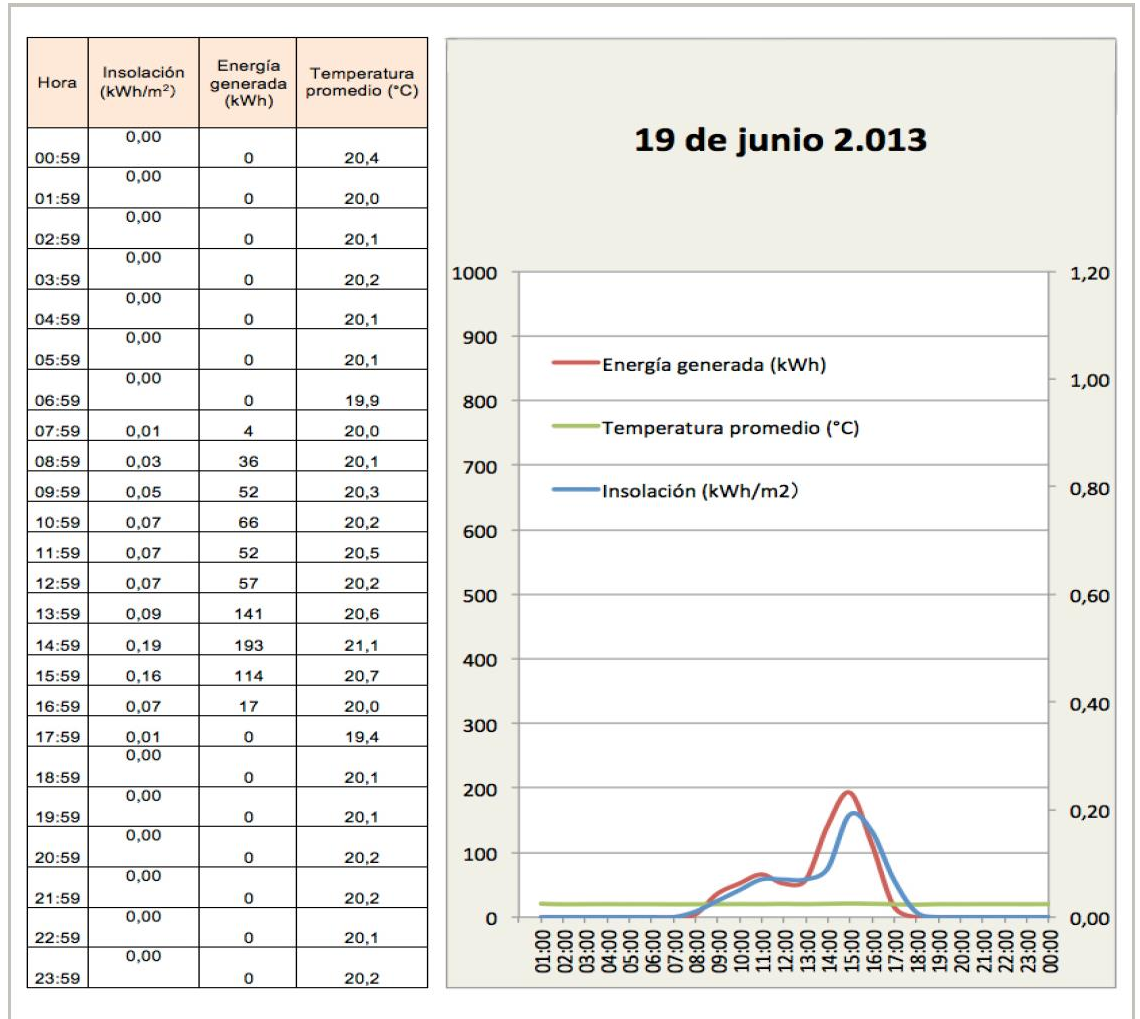 Hora Insolación (kWh/m²) Energía generada (kWh) Temperatura promedio (°C)
00:59 0,00 0 20,4
01:59 0,00 0 20,0
02:59 0,00 0 20,1
03:59 0,00 0 20,2
04:59 0,00 0 20,1
05:59 0,00 0 20,1
06:59 0,00 0 19,9
07:59 0,01 4 20,0
08:59 0,03 36 20,1
09:59 0,05 52 20,3
10:59 0,07 66 20,2
11:59 0,07 52 20,5
12:59 0,07 57 20,2
13:59 0,09 141 20,6
14:59 0,19 193 21,1
15:59 0,16 114 20,7
16:59 0,07 17 20,0
17:59 0,01 0 19,4
18:59 0,00 0 20,1
19:59 0,00 0 20,1
20:59 0,00 0 20,2
21:59 0,00 0 20,2
22:59 0,00 0 20,1
23:59 0,00 0 20,2
19 de junio 2.013
1000
900
800
700
600
500
400
300
200
100
0
Energía generada (kWh)
Temperatura promedio (°C)
Insolación (kWh/m2)
1,20
1,00
0,80
0,60
0,40
0,20
0,00
01:00 02:00 03:00 04:00 05:00 06:00 07:00 08:00 09:00 10:00 11:00 12:00 13:00 14:00 15:00 16:00 17:00 18:00 19:00 20:00 21:00 22:00 23:00 00:00